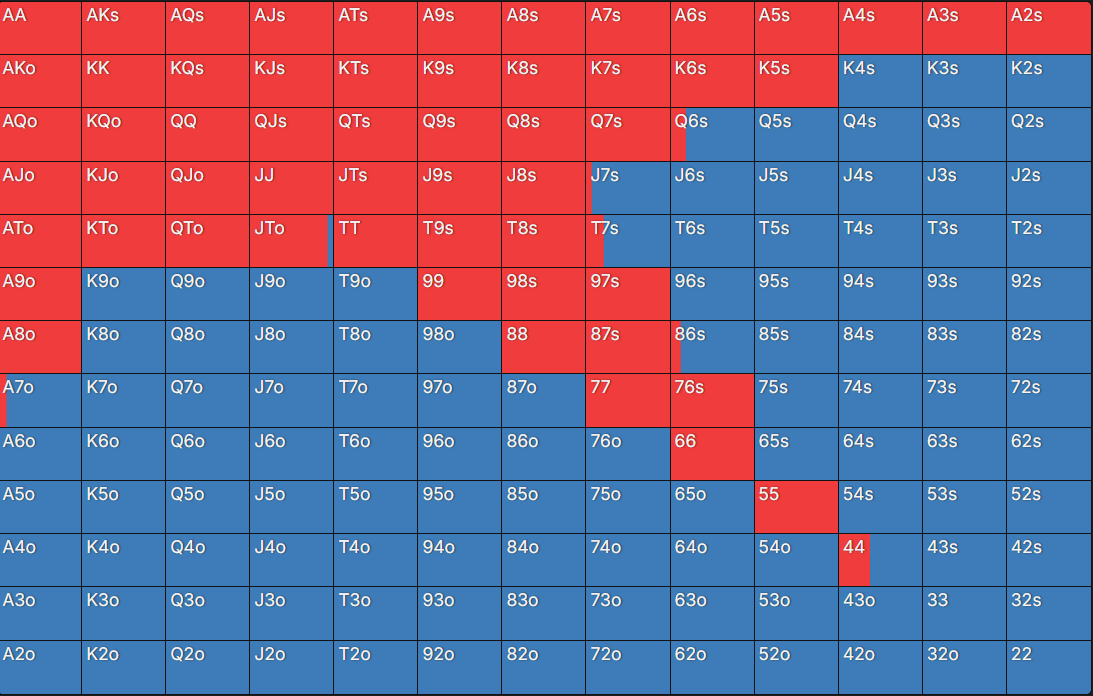 AA AKs AQs AJs ATs A9s A8s A7s A6s A5s A4s A3s A2s
AKo KK KQs KJs KTs K9s K8s K7s K6s K5s K4s K3s K2s
AQo KQo QQ QJs QTs Q9s Q8s Q7s Q6s Q5s Q4s Q3s Q2s
AJo KJo QJo JJ JTs J9s J8s J7s J6s J5s J4s J3s J2s
ATo KTo QTo JTo TT T9s T8s T7s T6s T5s T4s T3s T2s
A9o K9o Q9o J9o T9o 99 98s 97s 96s 95s 94s 93s 92s
A8o K8o Q8o J8o T8o 98o 88 87s 86s 85s 84s 83s 82s
A7o K7o Q7o J7o T7o 97o 87o 77 76s 75s 74s 73s 72s
A6o K6o Q6o J6o T6o 96o 86o 76o 66 65s 64s 63s 62s
A5o K5o Q5o J5o T5o 95o 85o 75o 65o 55 54s 53s 52s
A4o K4o Q4o J4o T4o 94o 84o 74o 64o 54o 44 43s 42s
A3o K3o Q3o J3o T3o 93o 83o 73o 63o 53o 43o 33 32s
A2o K2o Q2o J2o T2o 92o 82o 72o 62o 52o 42o 32o 22